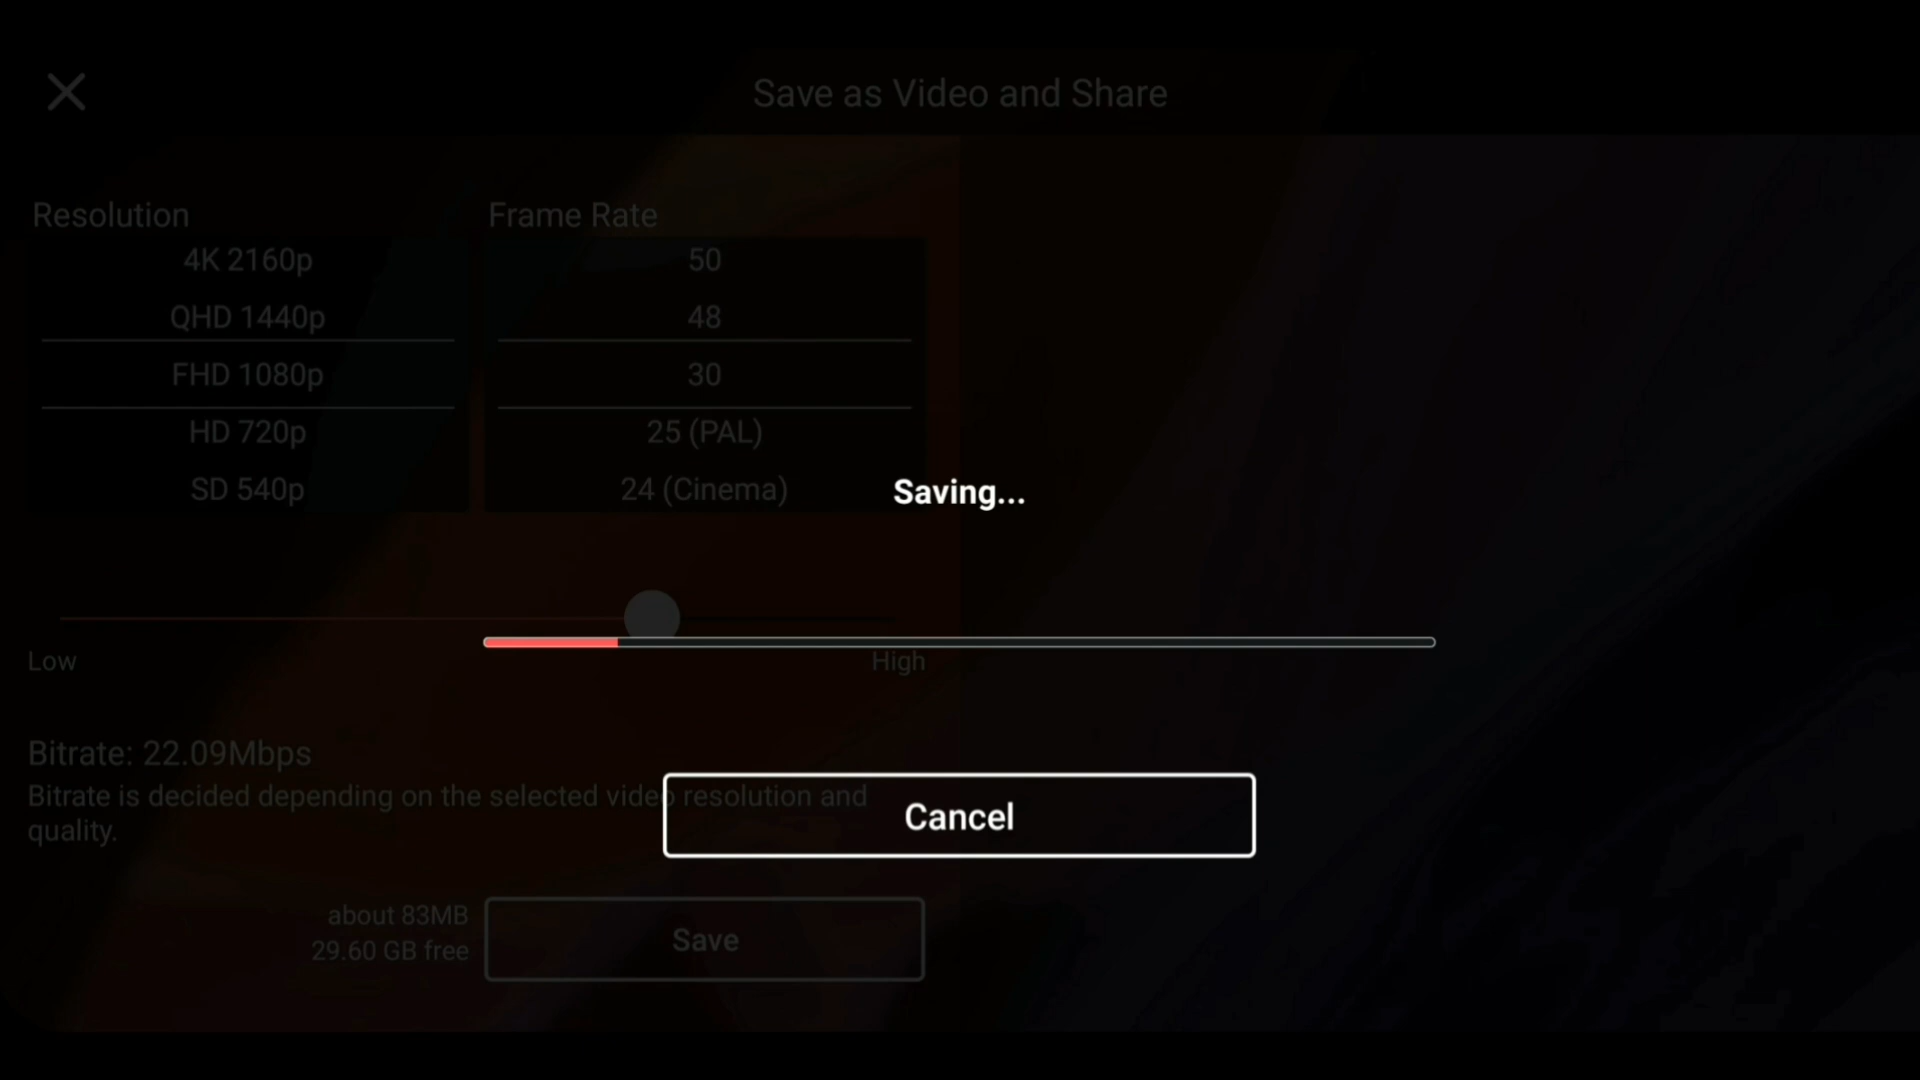 Save as Video and Share
Resolution
4K 2160p
QHD 1440p
FHD 1080p
HD 720p
SD 540p
Frame Rate
50
48
30
25 (PAL)
24 (Cinema)
Saving...
Low
High
Bitrate: 22.09Mbps
Bitrate is decided depending on the selected video resolution and
quality.
Cancel
about 83MB
29.60 GB free
Save